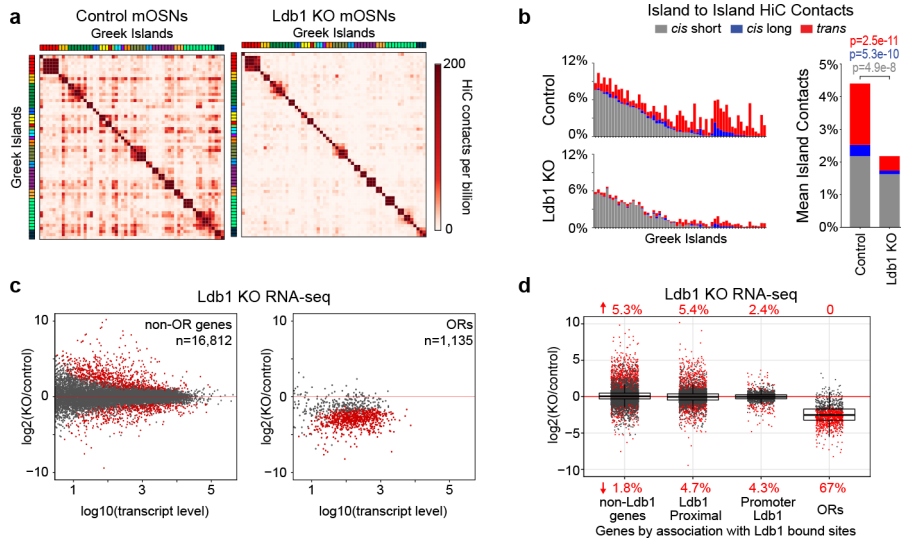 a
Control mOSNs
Greek Islands
Greek Islands
Ldb1 KO mOSNs
Greek Islands
200
HiC contacts
per billion
0
b
Island to Island HiC Contacts
cis short
cis long
trans
Control
12%
6%
0%
Ldb1 KO
12%
6%
0%
Greek Islands
p=2.5e-11
p=5.3e-10
p=4.9e-8
Mean Island Contacts
5%
4%
3%
2%
1%
0%
Control
Ldb1 KO
c
Ldb1 KO RNA-seq
log2(KO/control)
10
0
−10
non-OR genes
n=16,812
1 3 5
log10(transcript level)
log2(KO/control)
10
0
−10
ORs
n=1,135
1 3 5
log10(transcript level)
d
Ldb1 KO RNA-seq
↑ 5.3% 5.4% 2.4% 0
log2(KO/control)
10
5
0
−5
−10
↓ 1.8% 4.7% 4.3% 67%
non-Ldb1
genes
Ldb1
Proximal
Promoter
Ldb1
ORs
Genes by association with Ldb1 bound sites